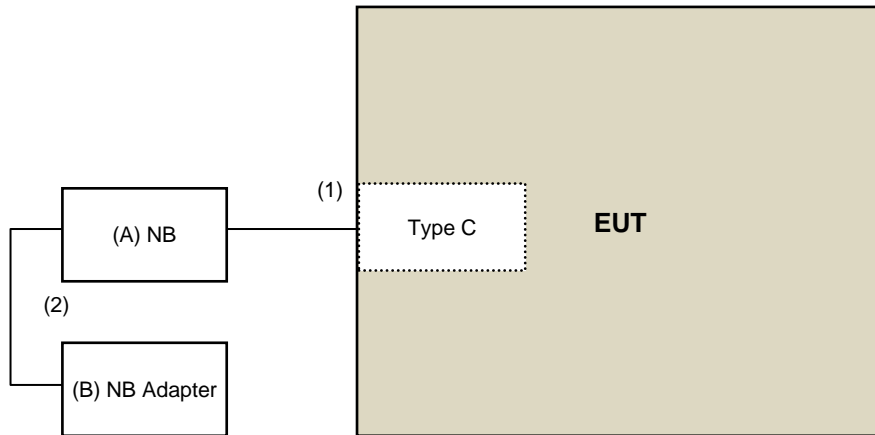 (1)
(A) NB
Type C
EUT
(2)
(B) NB Adapter